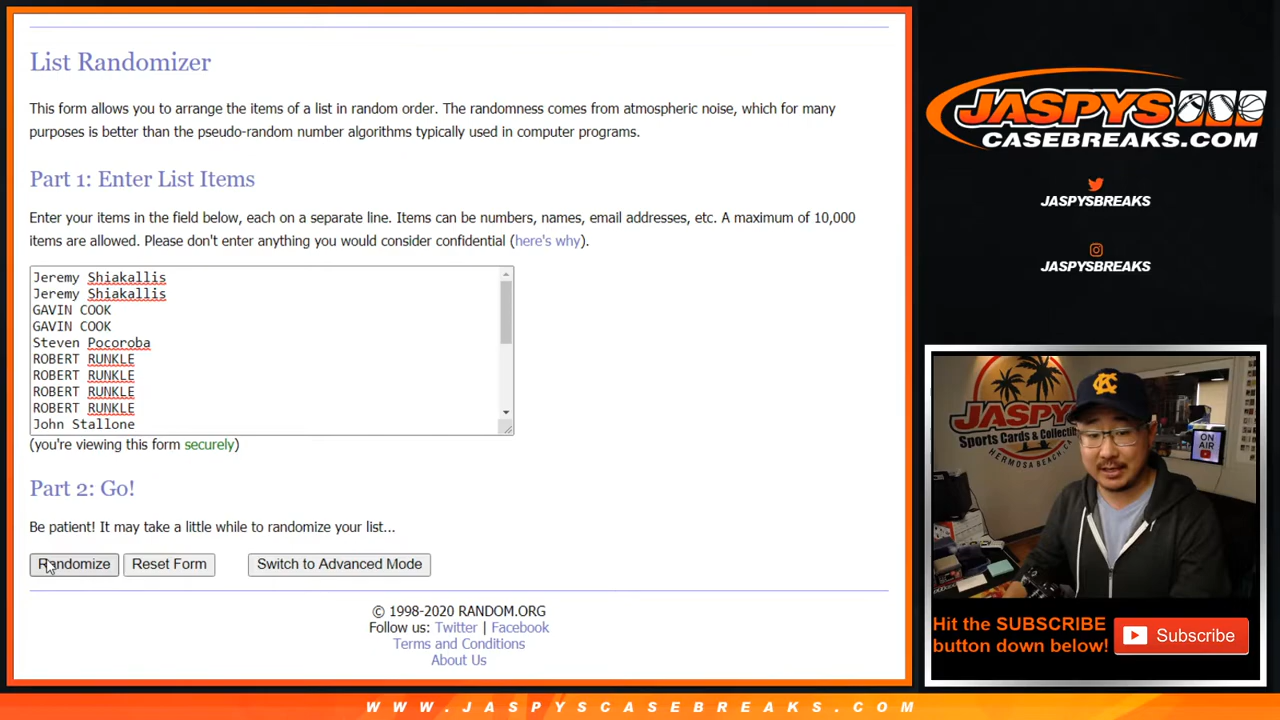 List Randomizer
This form allows you to arrange the items of a list in random order. The randomness comes from atmospheric noise, which for many
purposes is better than the pseudo-random number algorithms typically used in computer programs.
Part 1: Enter List Items
Enter your items in the field below, each on a separate line. Items can be numbers, names, email addresses, etc. A maximum of 10,000
items are allowed. Please don't enter anything you would consider confidential (here's why).
Jeremy Shiakallis
Jeremy Shiakallis
GAVIN COOK
GAVIN COOK
Steven Pocoroba
ROBERT RUNKLE
ROBERT RUNKLE
ROBERT RUNKLE
ROBERT RUNKLE
John Stallone
(you're viewing this form securely)
Part 2: Go!
Be patient! It may take a little while to randomize your list...
Randomize Reset Form Switch to Advanced Mode
© 1998-2020 RANDOM.ORG
Follow us: Twitter | Facebook
Terms and Conditions
About Us
JASPYS
CASEBREAKS.COM
JASPYSBREAKS
JASPYSBREAKS
KC
JASPYS
Sports Cards & Collectib
HERMOSA BEACH, CA
ON
AIR
Hit the SUBSCRIBE
button down below!
Subscribe
WWW.JASPYSCASEBREAKS.COM